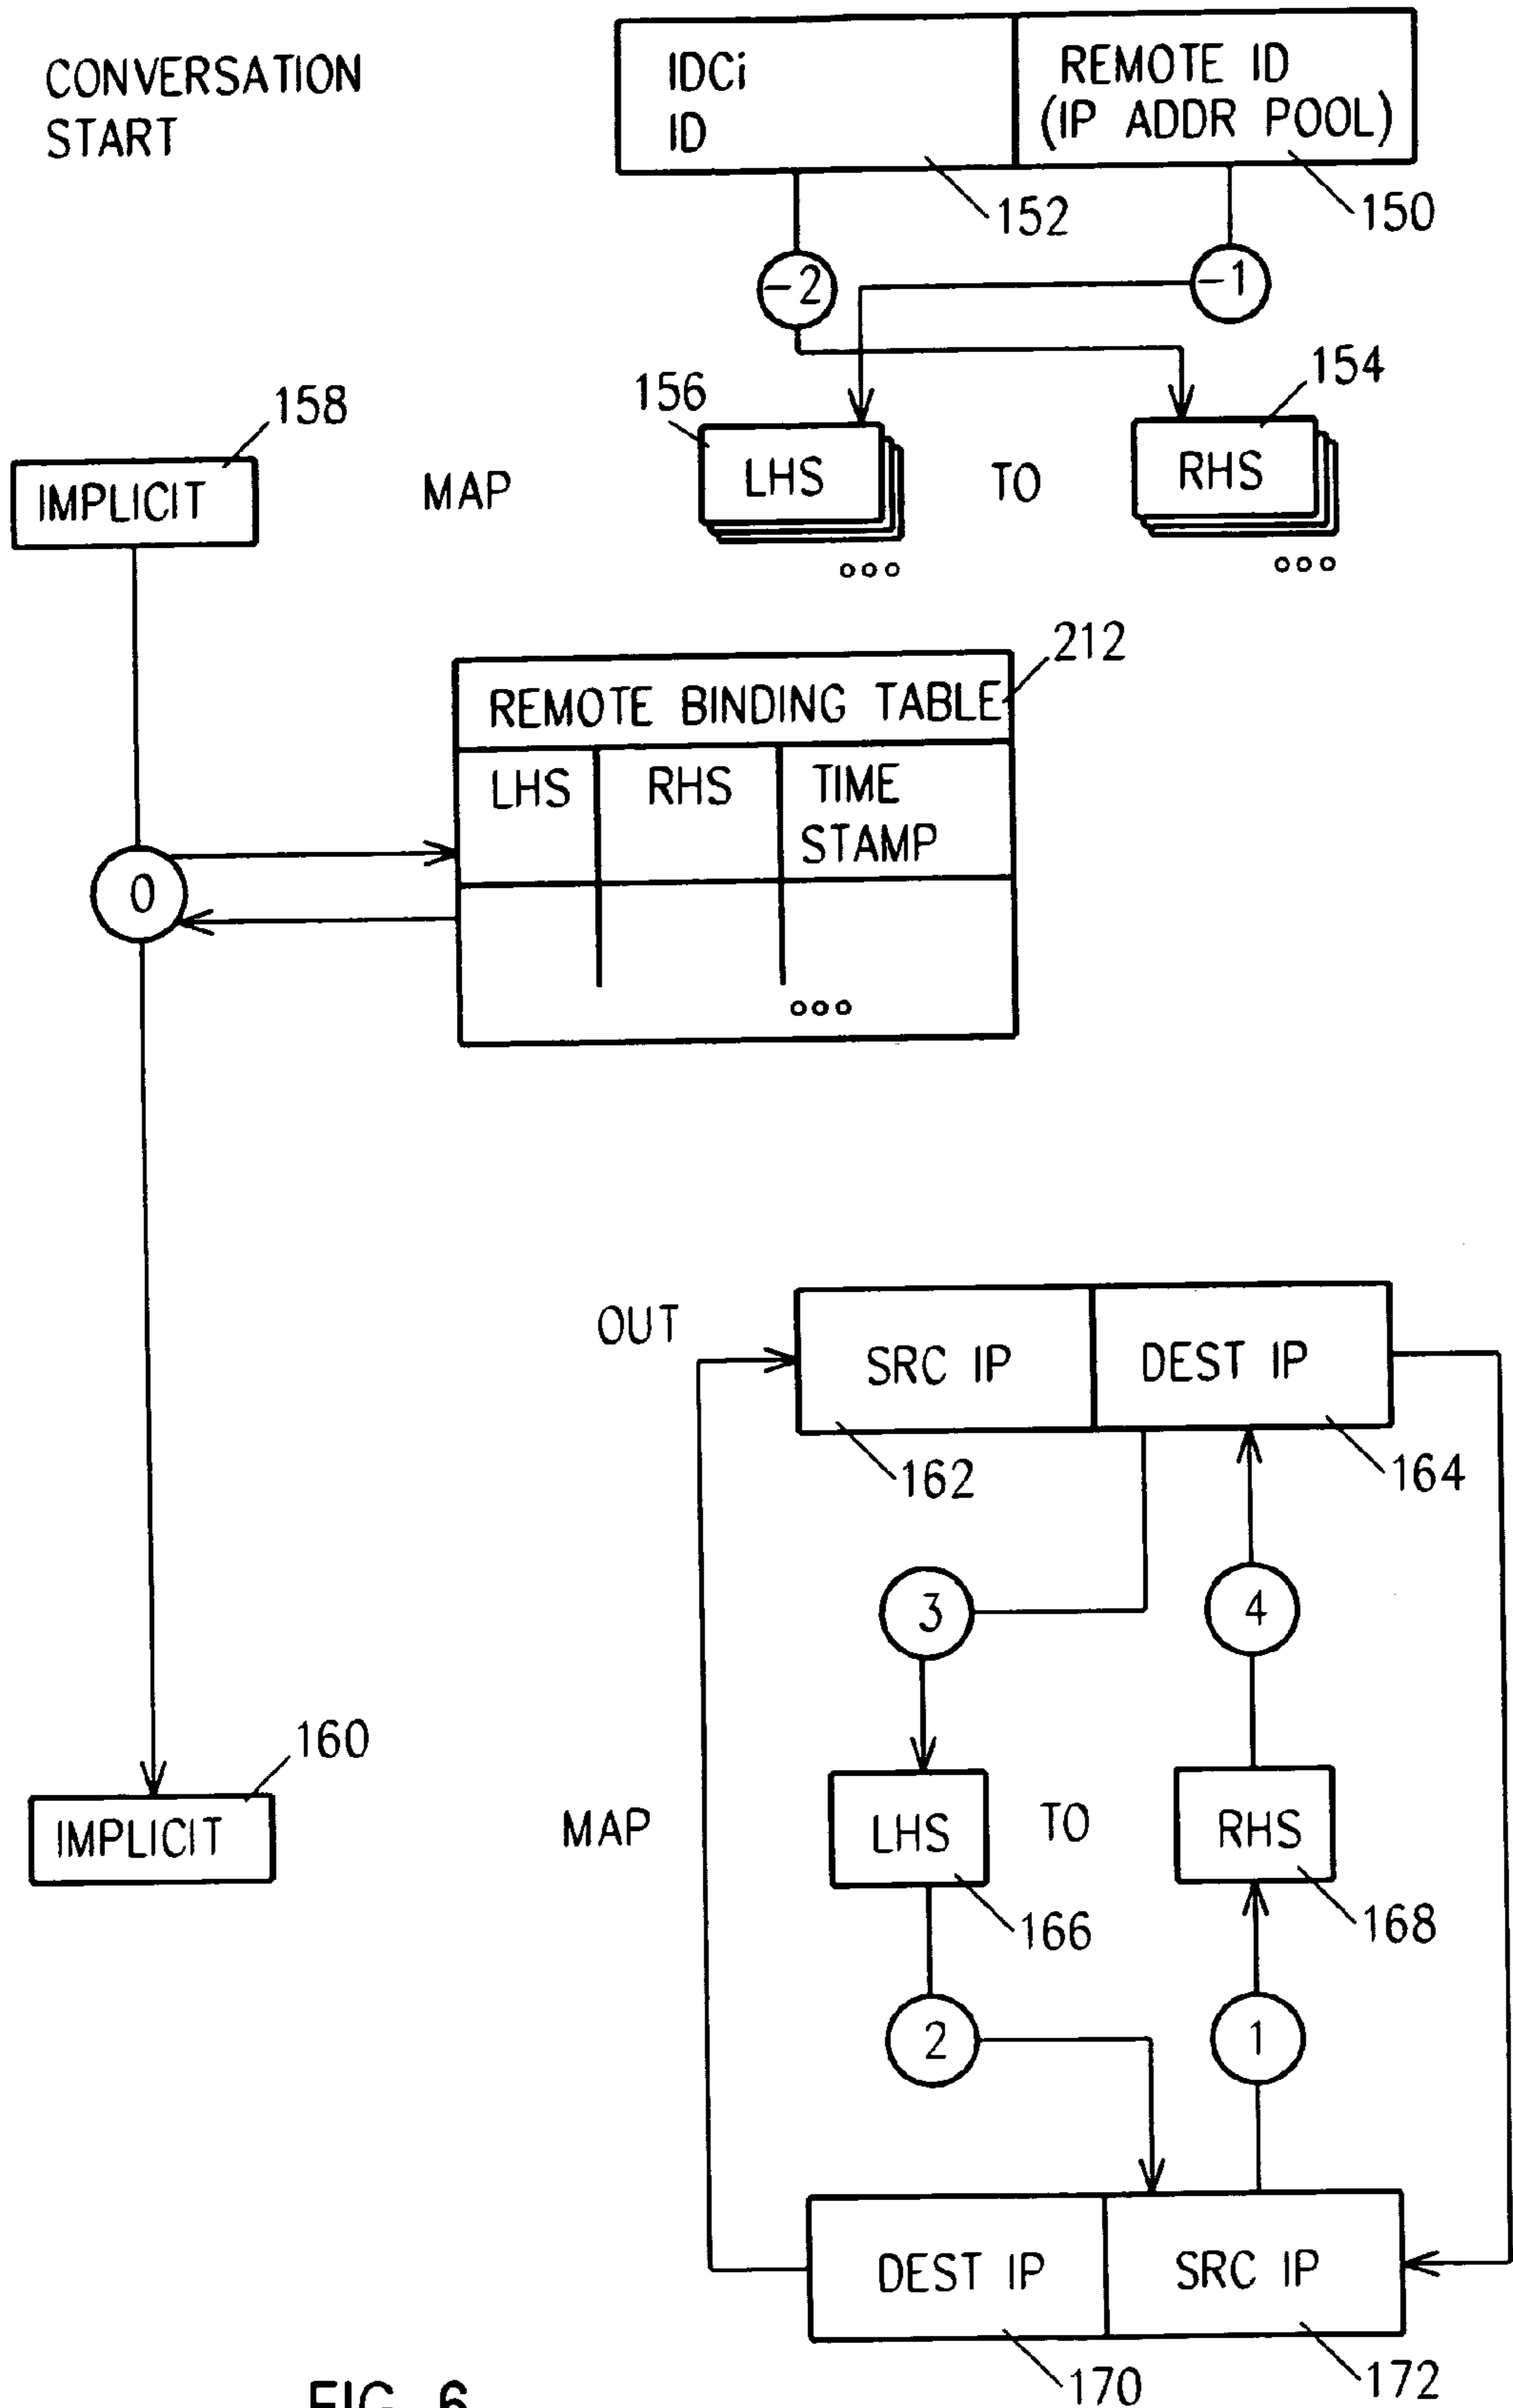 CONVERSATION
START
IDCi
ID
REMOTE ID
(IP ADDR POOL)
152
150
-2
-1
158
156
154
IMPLICIT
MAP
LHS
TO
RHS
212
REMOTE BINDING TABLE
LHS
RHS
TIME
STAMP
0
OUT
SRC IP
DEST IP
162
164
3
4
160
IMPLICIT
MAP
LHS
TO
RHS
166
168
2
1
DEST IP
SRC IP
170
172
FIG. 6